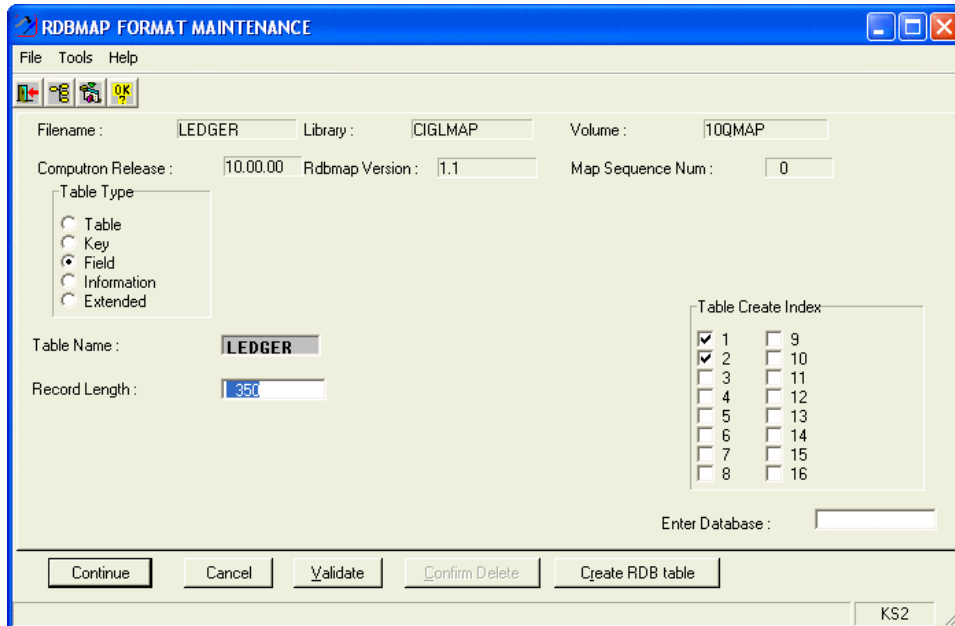 RDBMAP FORMAT MAINTENANCE
File Tools Help
OK ?
Filename : LEDGER Library : CIGLMAP Volume : 10QMAP
Computron Release : 10.00.00 Rdbmap Version : 1.1 Map Sequence Num : 0
Table Type
Table
Key
Field
Information
Extended
Table Create Index
1 9
2 10
3 11
4 12
5 13
6 14
7 15
8 16
Table Name : LEDGER
Record Length : 350
Enter Database :
Continue Cancel Validate Confirm Delete Create RDB table
KS2